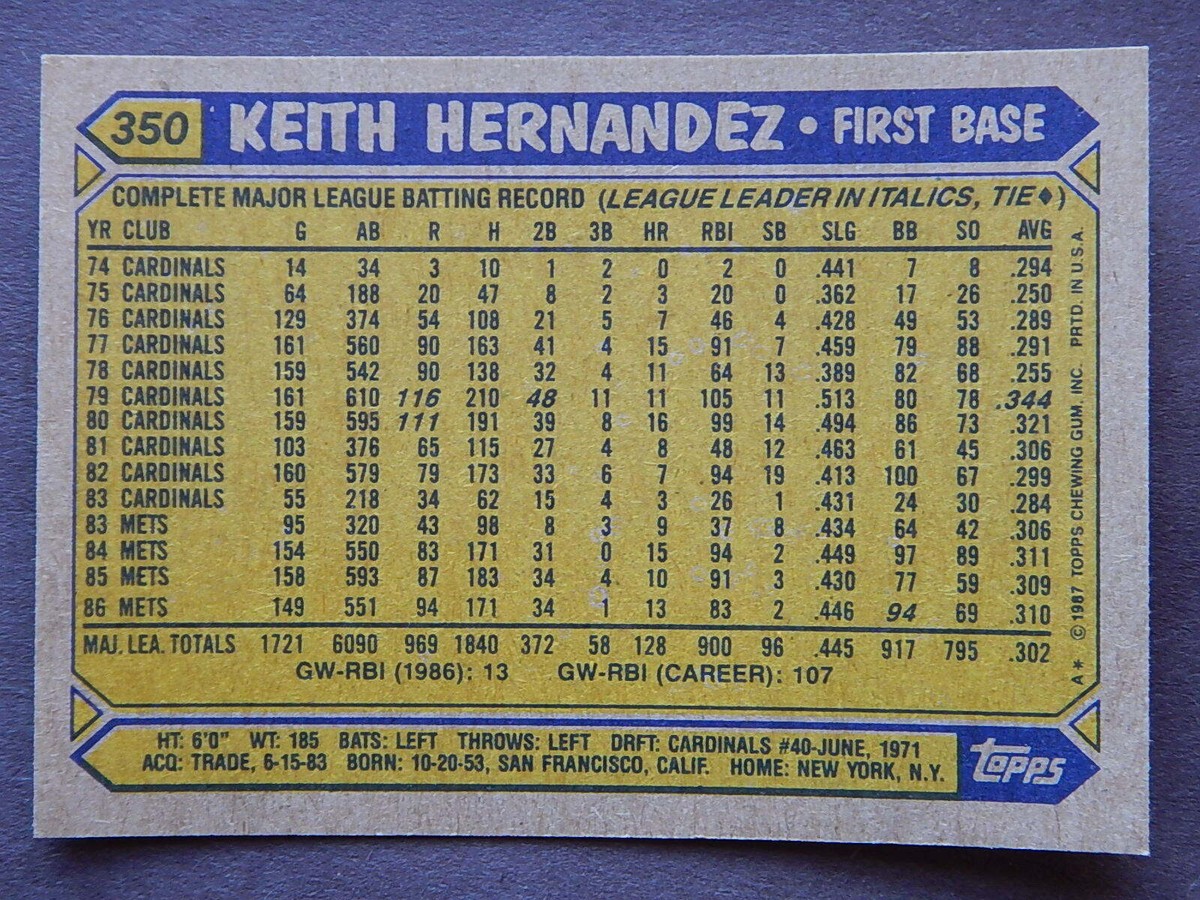 350 KEITH HERNANDEZ • FIRST BASE
COMPLETE MAJOR LEAGUE BATTING RECORD (LEAGUE LEADER IN ITALICS, TIE♦)
YR CLUB G AB R H 2B 3B HR RBI SB SLG BB SO AVG
74 CARDINALS 14 34 3 10 1 2 0 2 0 .441 7 8 .294
75 CARDINALS 64 188 20 47 8 2 3 20 0 .362 17 26 .250
76 CARDINALS 129 374 54 108 21 5 7 46 4 .428 49 53 .289
77 CARDINALS 161 560 90 163 41 4 15 91 7 .459 79 88 .291
78 CARDINALS 159 542 90 138 32 4 11 64 13 .389 82 68 .255
79 CARDINALS 161 610 116 210 48 11 11 105 11 .513 80 78 .344
80 CARDINALS 159 595 111 191 39 8 16 99 14 .494 86 73 .321
81 CARDINALS 103 376 65 115 27 4 8 48 12 .463 61 45 .306
82 CARDINALS 160 579 79 173 33 6 7 94 19 .413 100 67 .299
83 CARDINALS 55 218 34 62 15 4 3 26 1 .431 24 30 .284
83 METS 95 320 43 98 8 3 9 37 8 .434 64 42 .306
84 METS 154 550 83 171 31 0 15 94 2 .449 97 89 .311
85 METS 158 593 87 183 34 4 10 91 3 .430 77 59 .309
86 METS 149 551 94 171 34 1 13 83 2 .446 94 69 .310
MAJ. LEA. TOTALS 1721 6090 969 1840 372 58 128 900 96 .445 917 795 .302
GW-RBI (1986): 13 GW-RBI (CAREER): 107
A* © 1987 TOPPS CHEWING GUM, INC. PRTD. IN U.S.A.
HT: 6'0" WT: 185 BATS: LEFT THROWS: LEFT DRFT: CARDINALS #40-JUNE, 1971
ACQ: TRADE, 6-15-83 BORN: 10-20-53, SAN FRANCISCO, CALIF. HOME: NEW YORK, N.Y.
topps